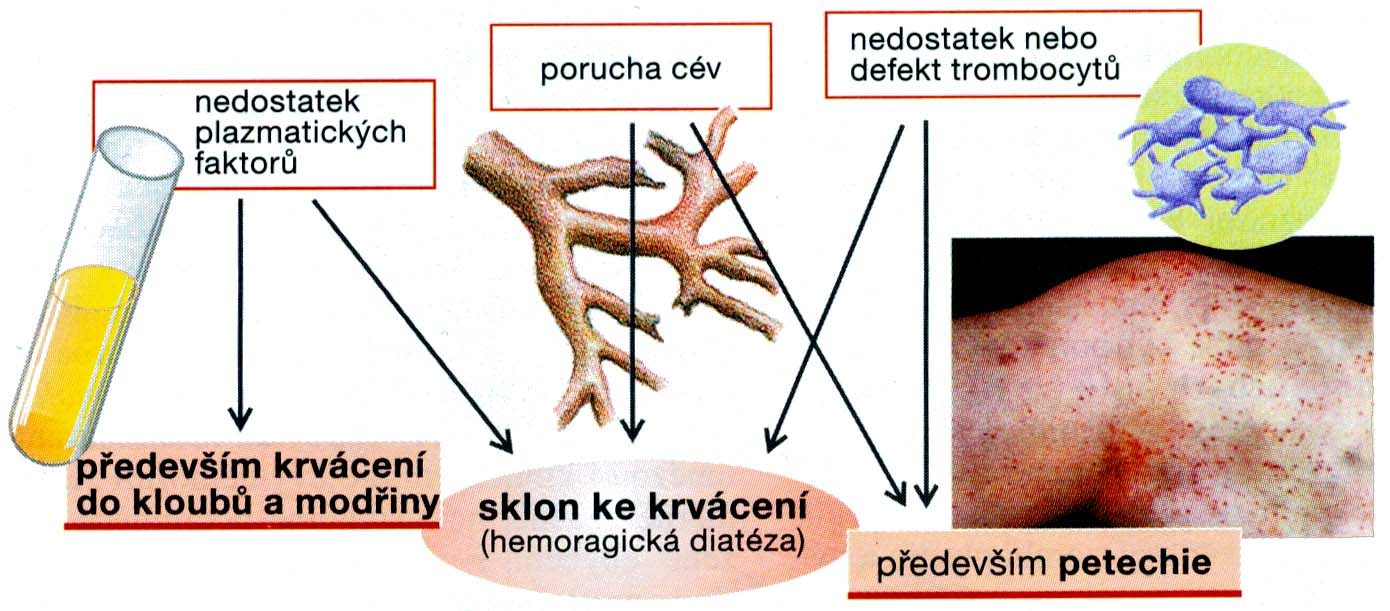 nedostatek
plazmatických
faktorů
porucha cév
nedostatek nebo
defekt trombocytů
především krvácení
do kloubů a modřiny
sklon ke krvácení
(hemoragická diatéza)
především petechie